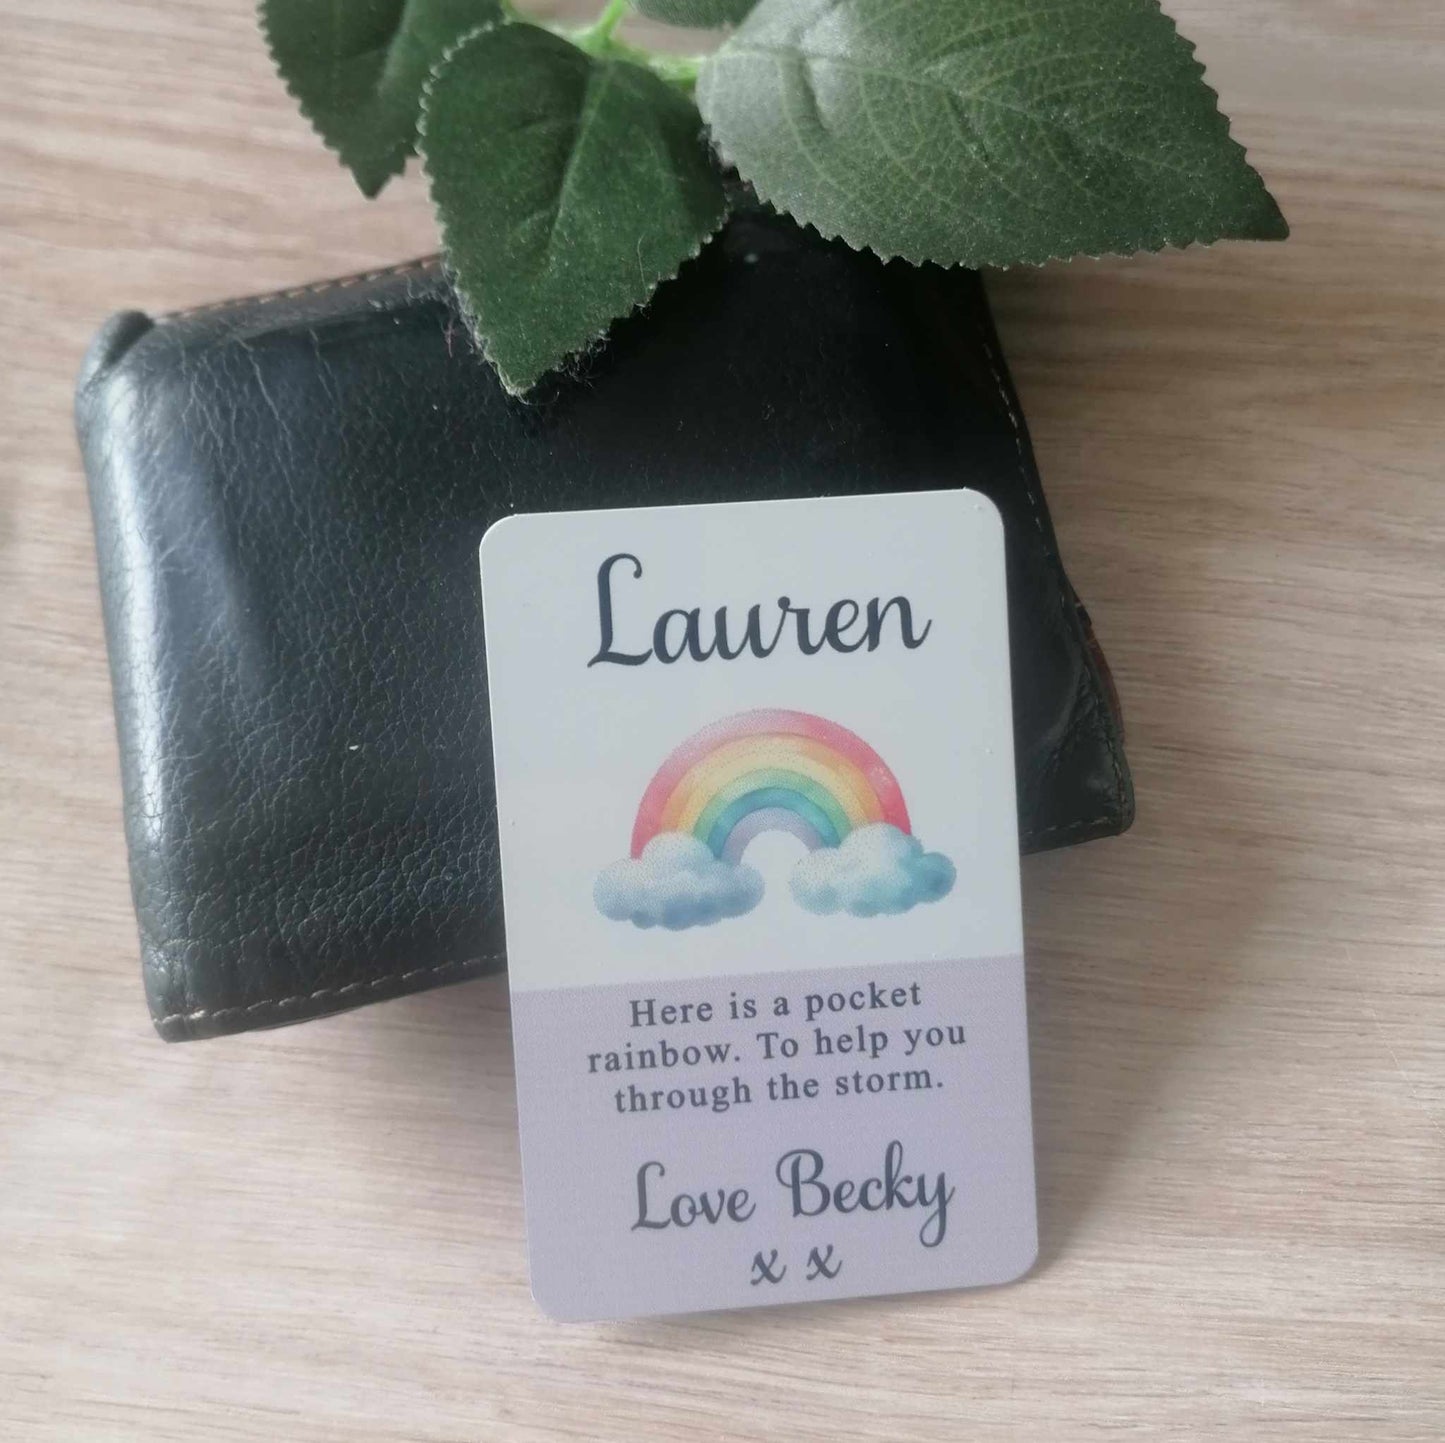 Lauren
Here is a pocket
rainbow. To help you
through the storm.
Love Becky
x x